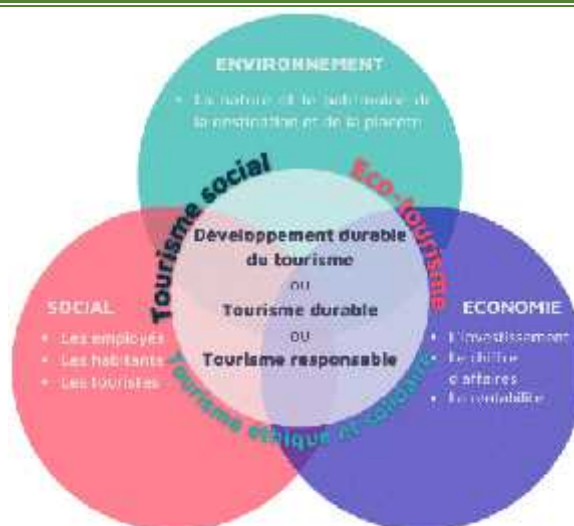 ENVIRONNEMENT
• La nature et le patrimoine de
la destination et de la planète
Tourisme social
Eco-tourisme
Développement durable
du tourisme
ou
Tourisme durable
ou
Tourisme responsable
SOCIAL
• Les employés
• Les habitants
• Les touristes
ECONOMIE
• L'investissement
• Le chiffre
d'affaires
• La rentabilité
Tourisme ethique et solidaire